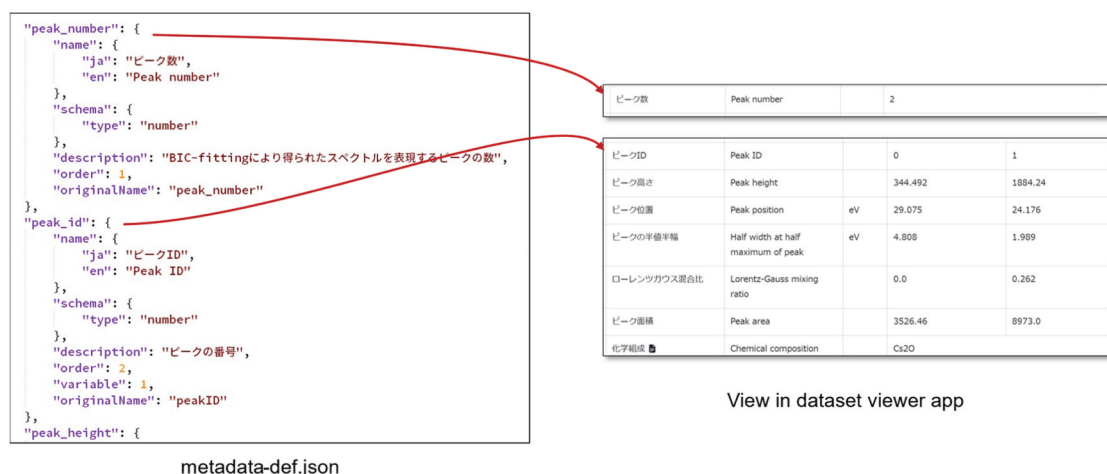 "peak_number": {
"name": {
"ja": "ピーク数",
"en": "Peak number"
},
"schema": {
"type": "number"
},
"description": "BIC-fittingにより得られたスペクトルを表現するピークの数",
"order": 1,
"originalName": "peak_number"
},
"peak_id": {
"name": {
"ja": "ピークID",
"en": "Peak ID"
},
"schema": {
"type": "number"
},
"description": "ピークの番号",
"order": 2,
"variable": 1,
"originalName": "peakID"
},
"peak_height": {
metadata-def.json
ピーク数 Peak number 2
ピークID Peak ID 0 1
ピーク高さ Peak height 344.492 1884.24
ピーク位置 Peak position eV 29.075 24.176
ピークの半値半幅 Half width at half maximum of peak eV 4.808 1.989
ローレンツガウス混合比 Lorentz-Gauss mixing ratio 0.0 0.262
ピーク面積 Peak area 3526.46 8973.0
化学組成 Chemical composition Cs2O
View in dataset viewer app